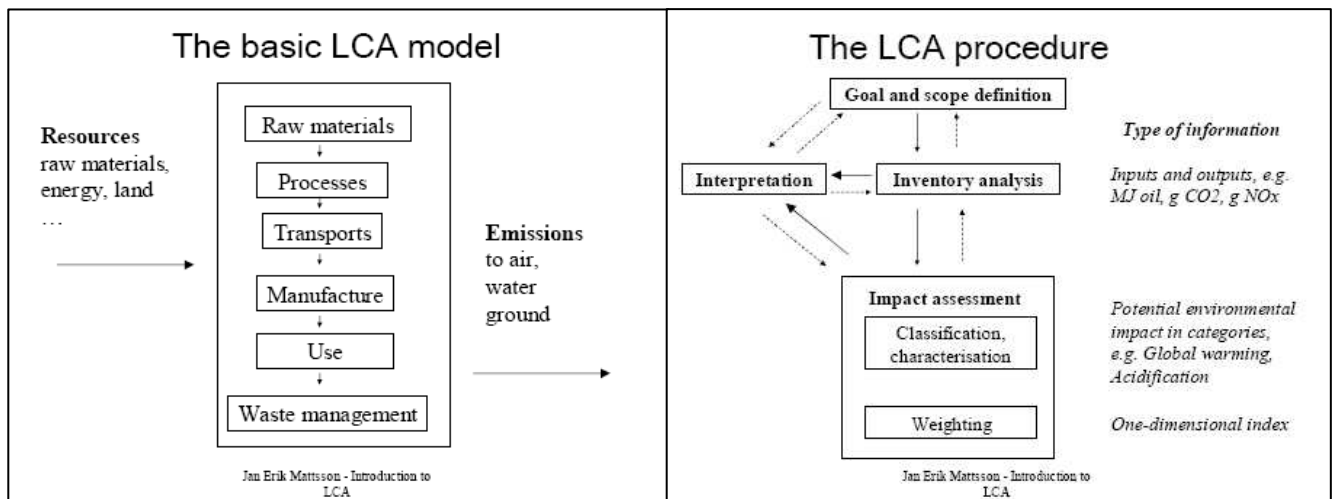 The basic LCA model
Resources
raw materials,
energy, land
…
Raw materials
Processes
Transports
Manufacture
Use
Waste management
Emissions
to air,
water
ground
Jan Erik Mattsson - Introduction to
LCA
The LCA procedure
Goal and scope definition
Interpretation
Inventory analysis
Impact assessment
Classification,
characterisation
Weighting
Type of information
Inputs and outputs, e.g.
MJ oil, g CO2, g NOx
Potential environmental
impact in categories,
e.g. Global warming,
Acidification
One-dimensional index
Jan Erik Mattsson - Introduction to
LCA